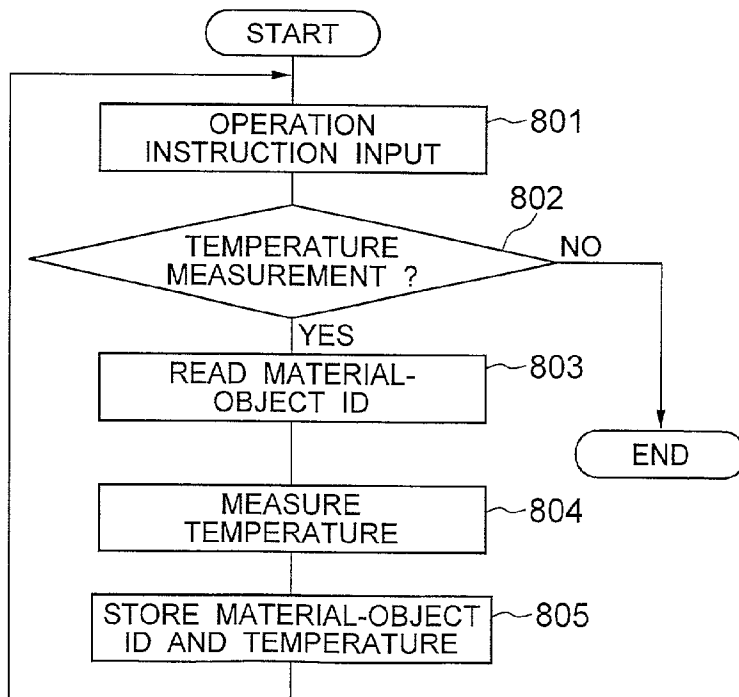 START
OPERATION
INSTRUCTION INPUT
801
802
TEMPERATURE
MEASUREMENT ?
NO
YES
READ MATERIAL-
OBJECT ID
803
END
MEASURE
TEMPERATURE
804
STORE MATERIAL-OBJECT
ID AND TEMPERATURE
805